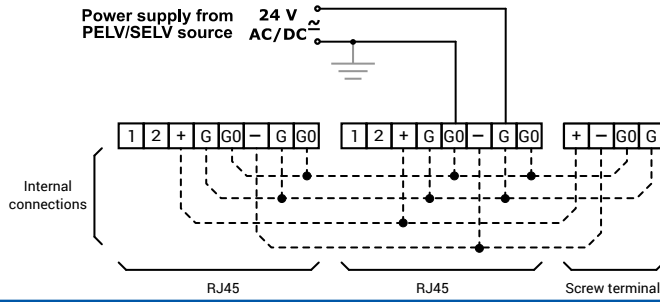 Power supply from 24 V
PELV/SELV source AC/DC
1 2 + G G0 − G G0
1 2 + G G0 − G G0
+ − G0 G
Internal
connections
RJ45
RJ45
Screw terminal